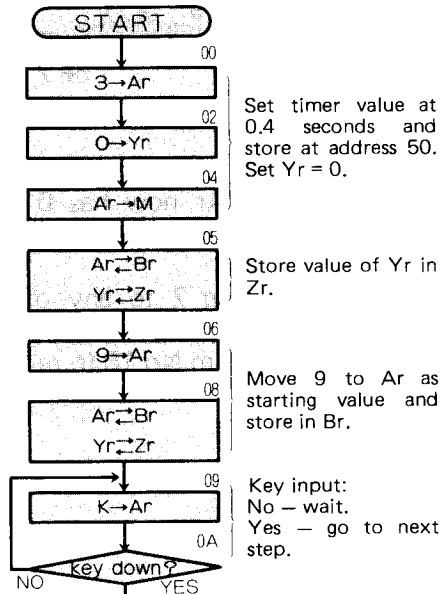 START
00
3→Ar
02
0→Yr
04
Ar→M
Set timer value at
0.4 seconds and
store at address 50.
Set Yr = 0.
05
Ar⇄Br
Yr⇄Zr
Store value of Yr in
Zr.
06
9→Ar
08
Ar⇄Br
Yr⇄Zr
Move 9 to Ar as
starting value and
store in Br.
09
K→Ar
0A
key down?
NO
YES
Key input:
No – wait.
Yes – go to next
step.